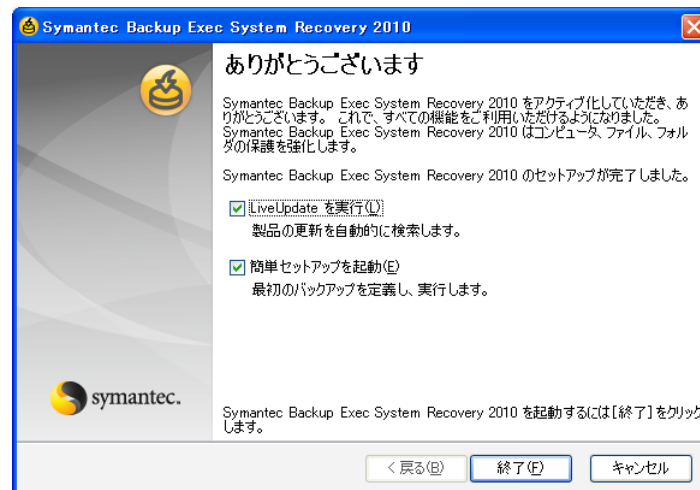 Symantec Backup Exec System Recovery 2010
ありがとうございます
Symantec Backup Exec System Recovery 2010 をアクティブ化していただき、あ
りがとうございます。 これで、すべての機能をご利用いただけるようになりました。
Symantec Backup Exec System Recovery 2010 はコンピュータ、ファイル、フォル
ダの保護を強化します。
Symantec Backup Exec System Recovery 2010 のセットアップが完了しました。
LiveUpdate を実行(L)
製品の更新を自動的に検索します。
簡単セットアップを起動(E)
最初のバックアップを定義し、実行します。
symantec.
Symantec Backup Exec System Recovery 2010 を起動するには［終了］をクリック
します。
< 戻る(B)
終了(F)
キャンセル